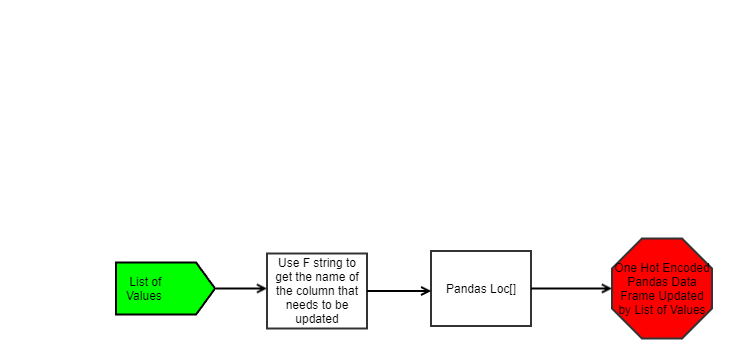 List of
Values
Use F string to
get the name of
the column that
needs to be
updated
Pandas Loc[]
One Hot Encoded
Pandas Data
Frame Updated
by List of Values